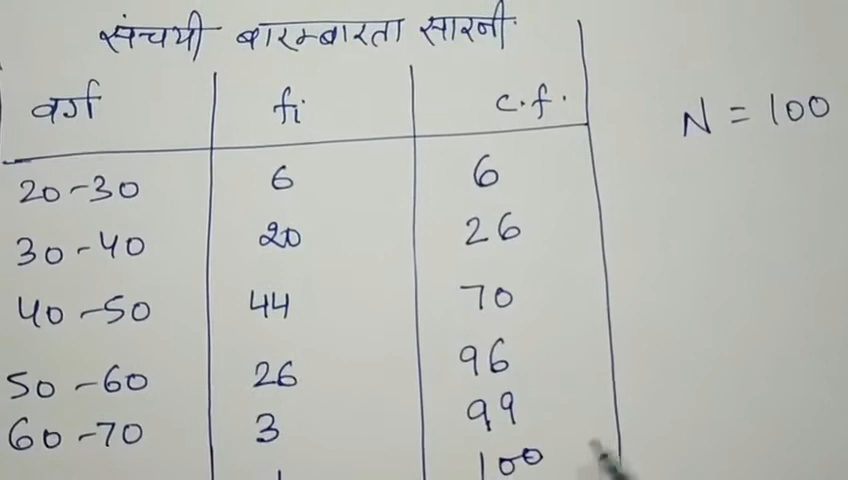 संचयी बारम्बारता सारनी
वर्ग fi c.f.
N = 100
20-30 6 6
30-40 20 26
40-50 44 70
50-60 26 96
60-70 3 99
100